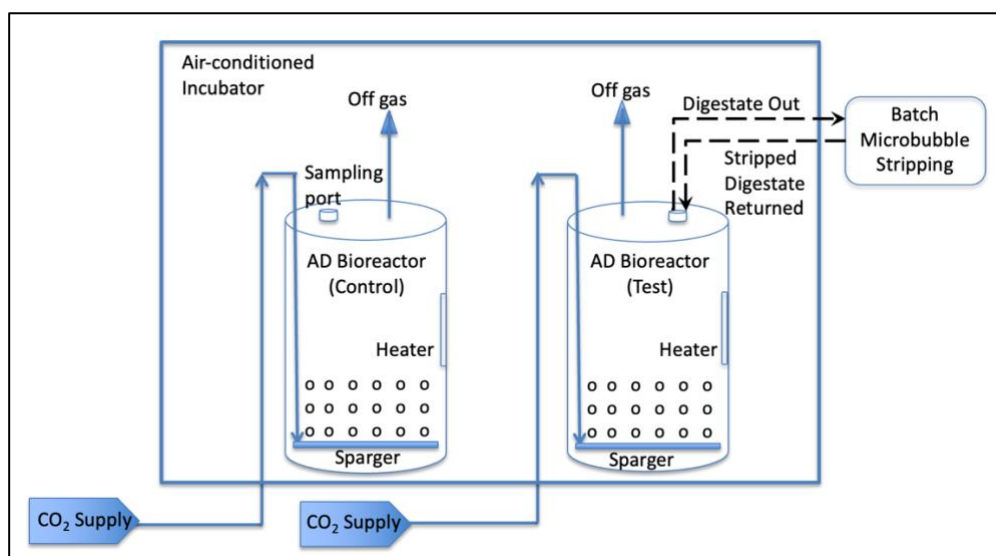 Air-conditioned
Incubator
Off gas
Off gas
Digestate Out
Batch
Microbubble
Stripping
Stripped
Digestate
Returned
Sampling
port
AD Bioreactor
(Control)
AD Bioreactor
(Test)
Heater
Heater
o o o o o o
o o o o o o
o o o o o o
o o o o o o
o o o o o o
o o o o o o
Sparger
Sparger
CO₂ Supply
CO₂ Supply